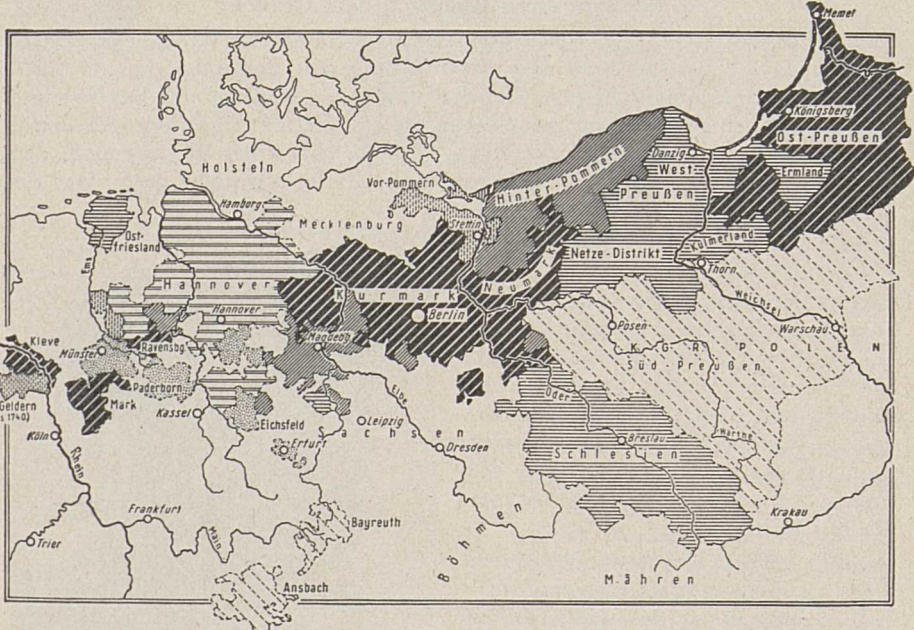 Memel
Königsberg
Ost-Preußen
Danzig
West-
Preußen
Ermland
Holstein
Vor-Pommern
Hinter-Pommern
Hamborg
Mecklenburg
Stettin
Ost-
friesland
Ems
Netze-Distrikt
Kulmerland
Thorn
Weichsel
Hannover
Kurmark
Neumark
Hannover
Berlin
Posen
Warschau
KGR. POLEN
Süd-Preußen
Kleve
Münster
Ravensbg.
Magdebg.
Paderborn
Mark
Geldern
Kassel
Eichsfeld
Elbe
Oder
Leipzig
Sachsen
Köln
Erfurt
Dresden
Breslau
Schlesien
Warthe
Rhein
Frankfurt
Main
Bayreuth
Böhmen
Krakau
Trier
Ansbach
Mähren